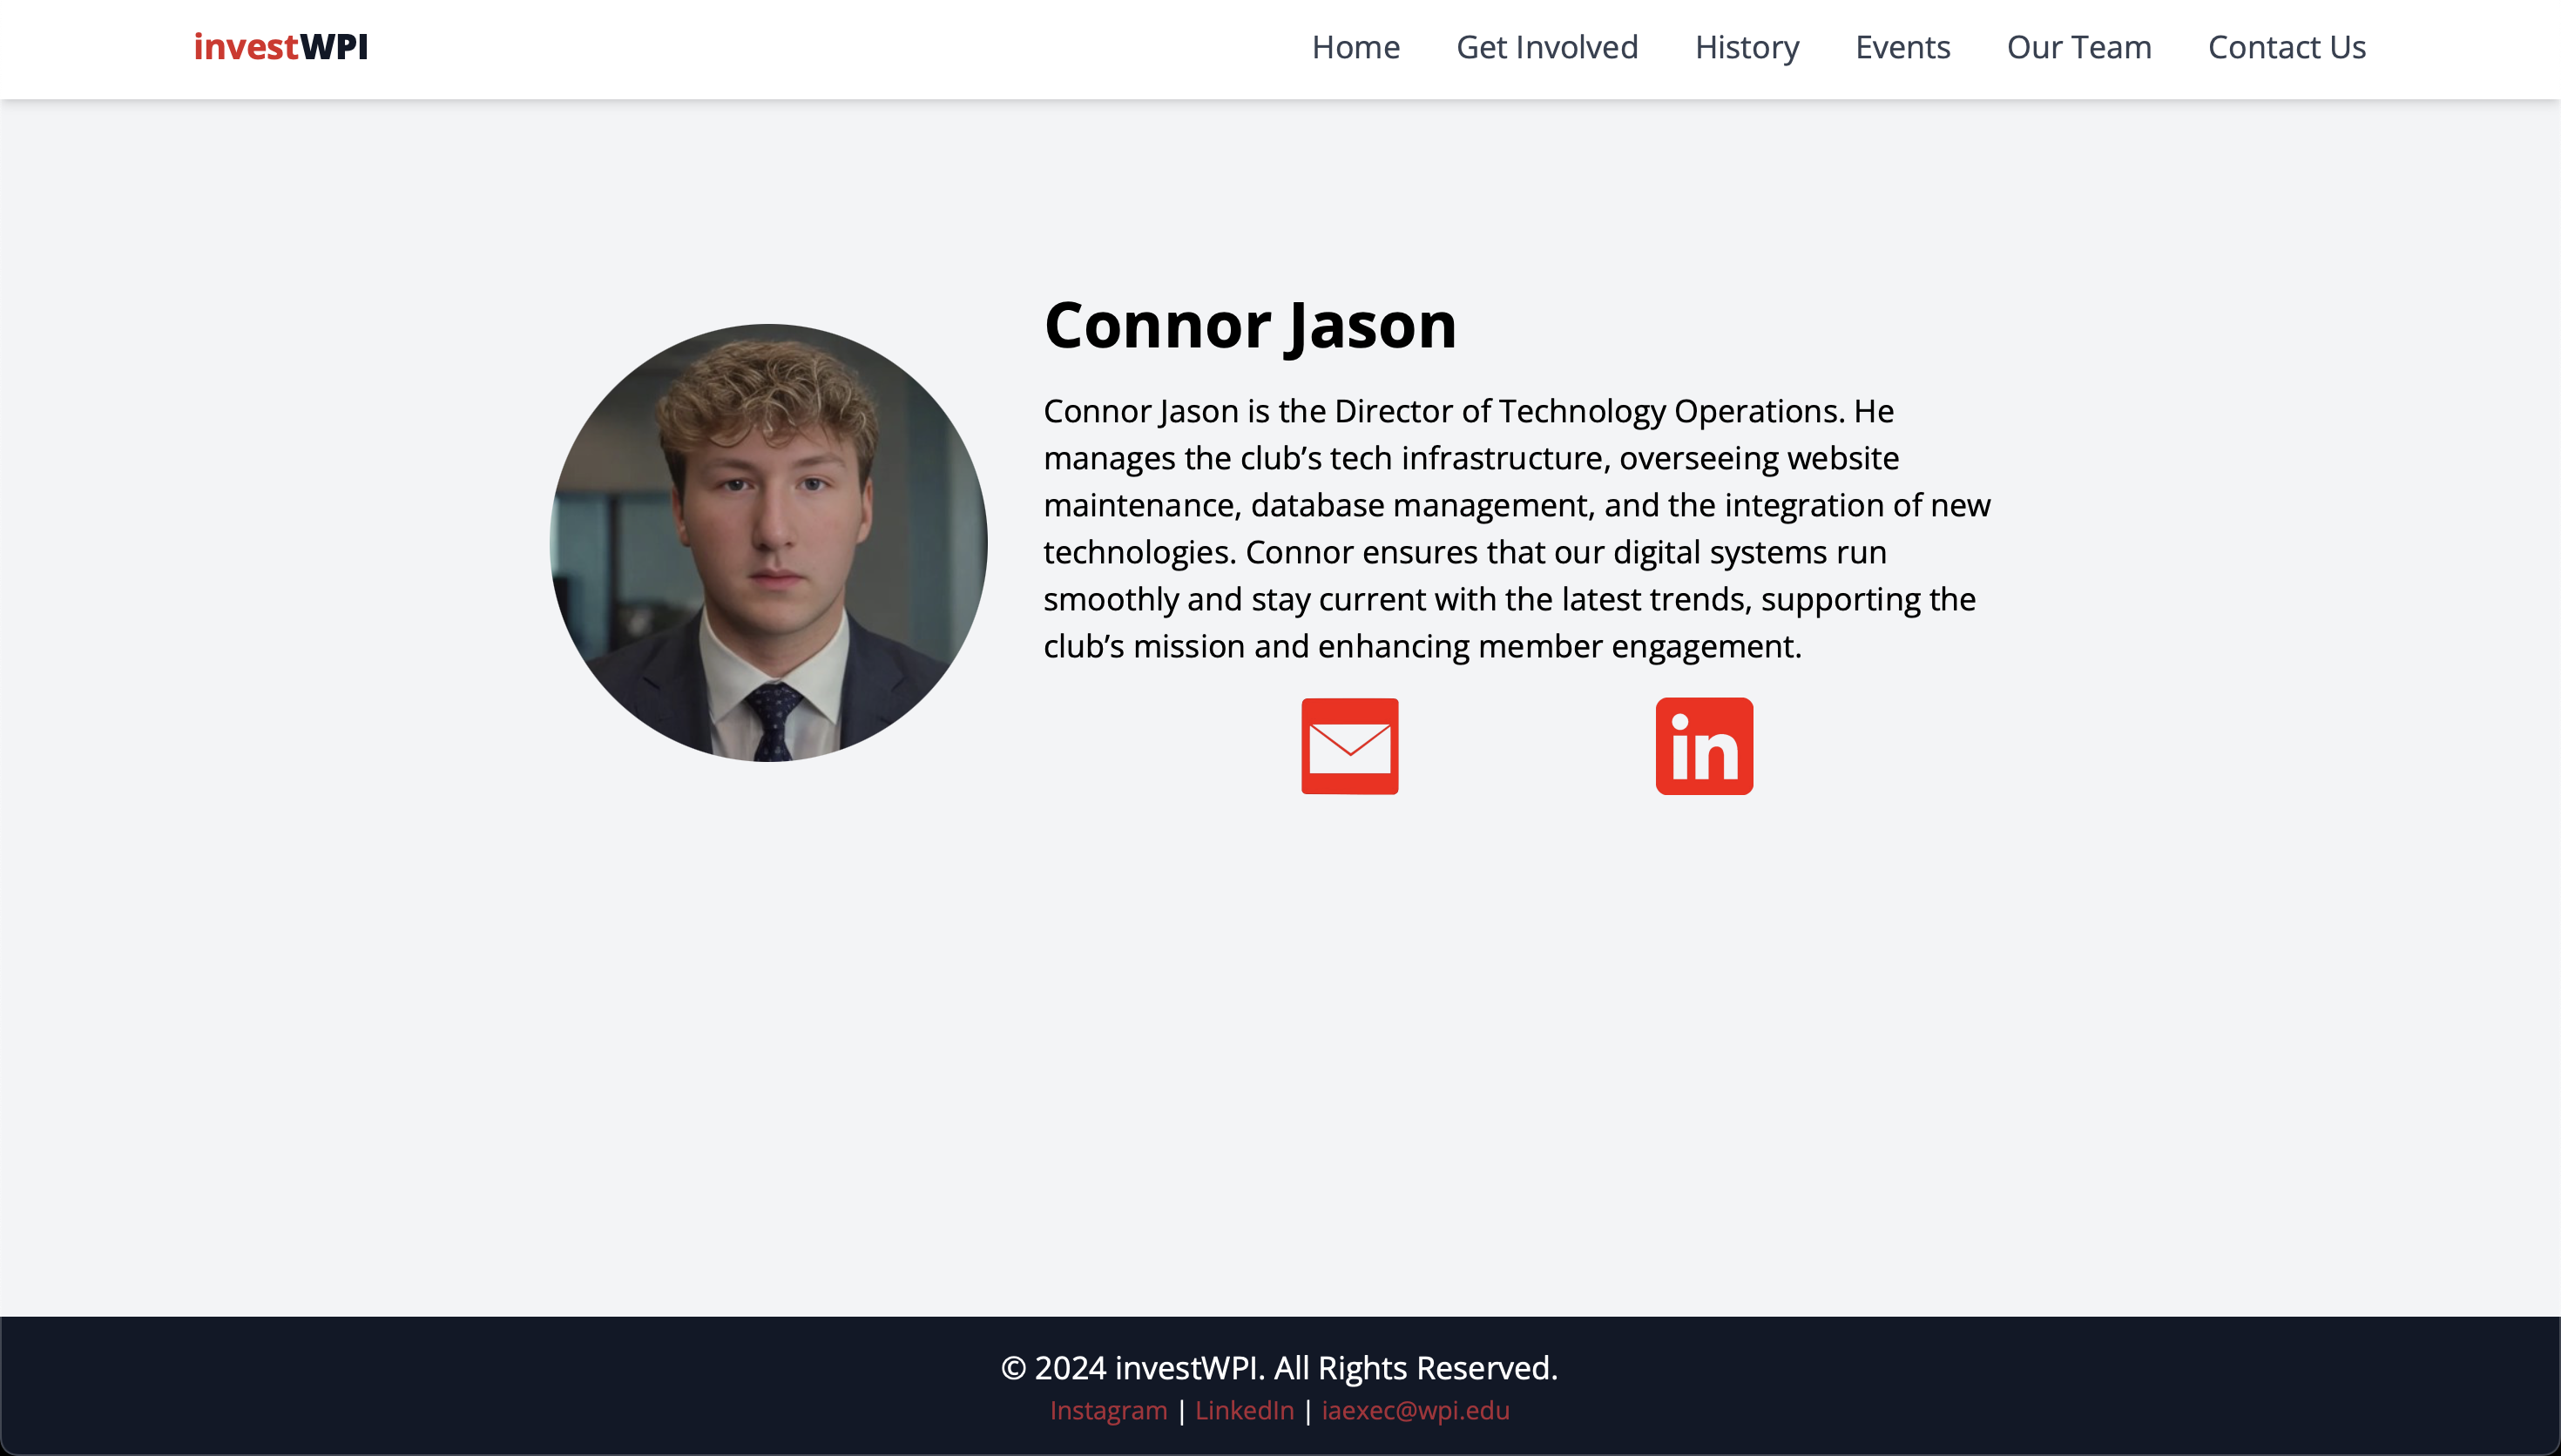 investWPI
Home Get Involved History Events Our Team Contact Us
Connor Jason
Connor Jason is the Director of Technology Operations. He
manages the club’s tech infrastructure, overseeing website
maintenance, database management, and the integration of new
technologies. Connor ensures that our digital systems run
smoothly and stay current with the latest trends, supporting the
club’s mission and enhancing member engagement.
in
© 2024 investWPI. All Rights Reserved.
Instagram | LinkedIn | iaexec@wpi.edu